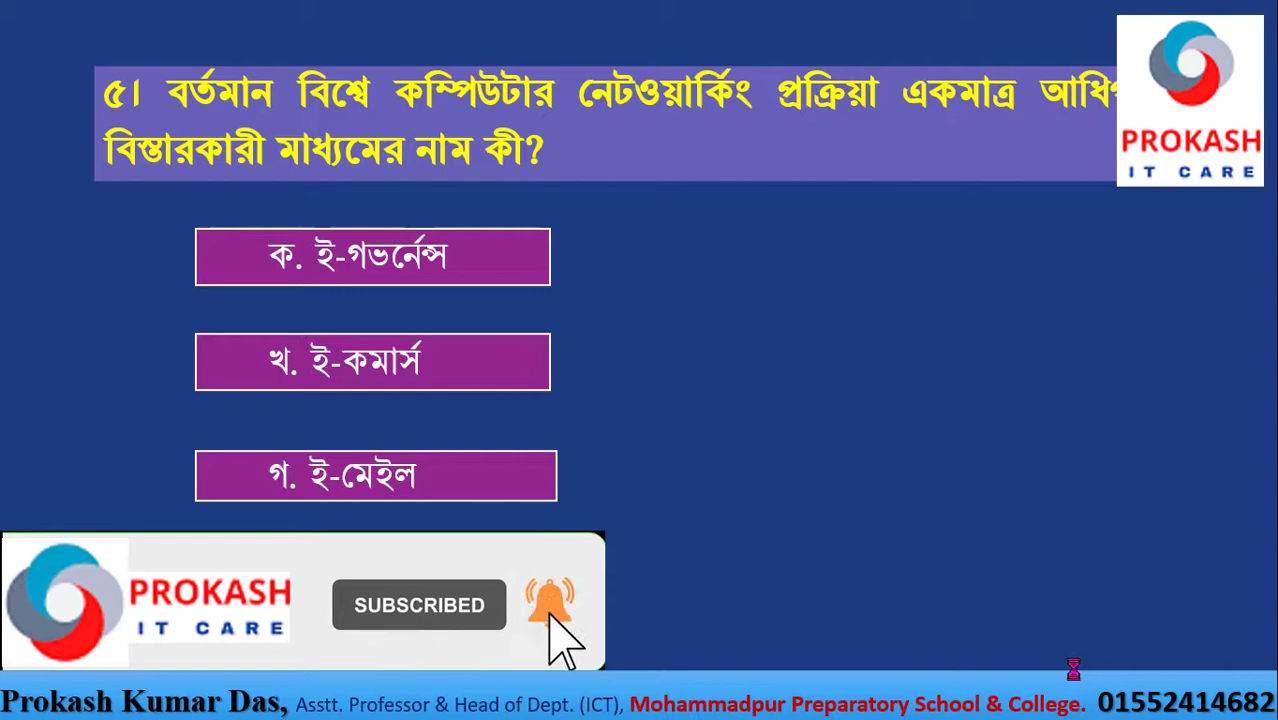 ৫। বর্তমান বিশ্বে কম্পিউটার নেটওয়ার্কিং প্রক্রিয়া একমাত্র
বিস্তারকারী মাধ্যমের নাম কী?
PROKASH
IT CARE
ক. ই-গভর্নেন্স
খ. ই-কমার্স
গ. ই-মেইল
PROKASH
IT CARE
SUBSCRIBED
Prokash Kumar Das, Asstt. Professor & Head of Dept. (ICT), Mohammadpur Preparatory School & College. 01552414682